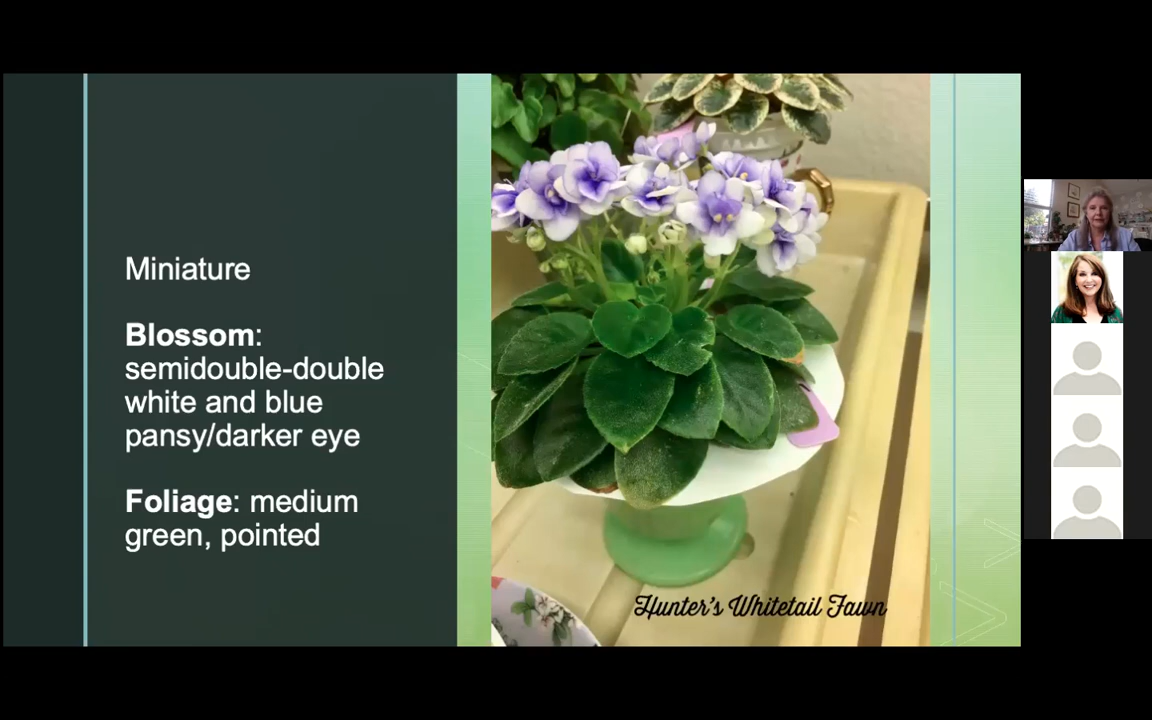 Miniature
Blossom:
semidouble-double
white and blue
pansy/darker eye
Foliage: medium
green, pointed
Hunter's Whitetail Fawn